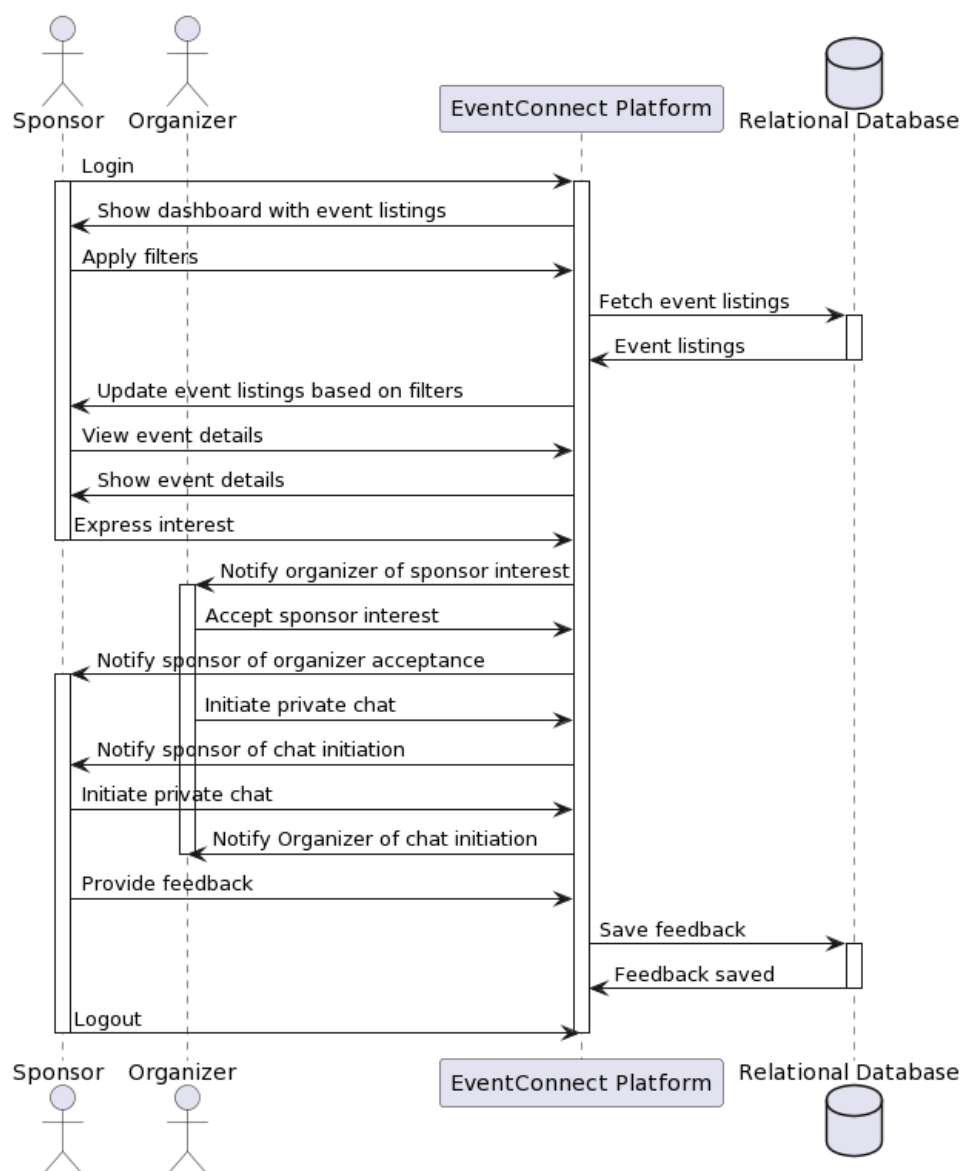 Sponsor
Organizer
EventConnect Platform
Relational Database
Login
Show dashboard with event listings
Apply filters
Fetch event listings
Event listings
Update event listings based on filters
View event details
Show event details
Express interest
Notify organizer of sponsor interest
Accept sponsor interest
Notify sponsor of organizer acceptance
Initiate private chat
Notify sponsor of chat initiation
Initiate private chat
Notify Organizer of chat initiation
Provide feedback
Save feedback
Feedback saved
Logout
Sponsor
Organizer
EventConnect Platform
Relational Database